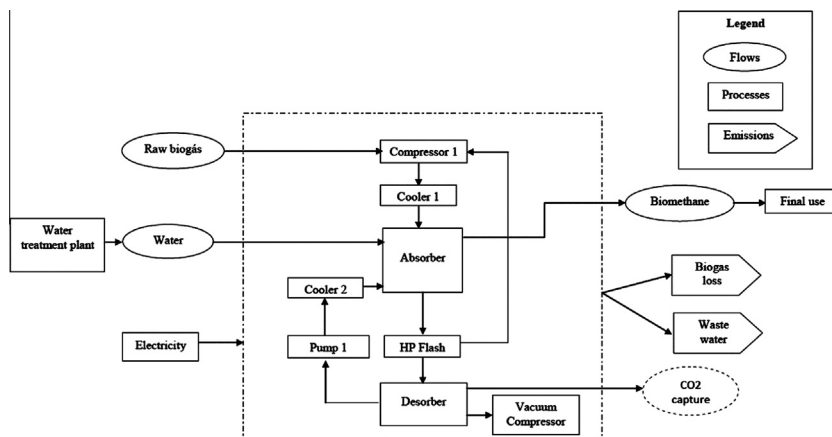 Legend
Flows
Processes
Emissions
Raw biogás
Compressor 1
Cooler 1
Biomethane
Final use
Water
treatment plant
Water
Absorber
Biogas
loss
Cooler 2
Electricity
Pump 1
HP Flash
Waste
water
Desorber
CO2
capture
Vacuum
Compressor